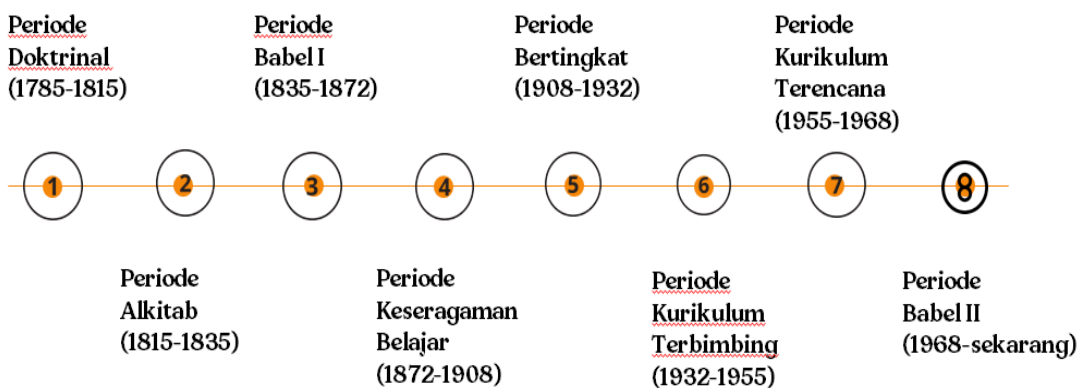 Periode
Doktrinal
(1785-1815)
Periode
Babel I
(1835-1872)
Periode
Bertingkat
(1908-1932)
Periode
Kurikulum
Terencana
(1955-1968)
1
2
3
4
5
6
7
8
Periode
Alkitab
(1815-1835)
Periode
Keseragaman
Belajar
(1872-1908)
Periode
Kurikulum
Terbimbing
(1932-1955)
Periode
Babel II
(1968-sekarang)